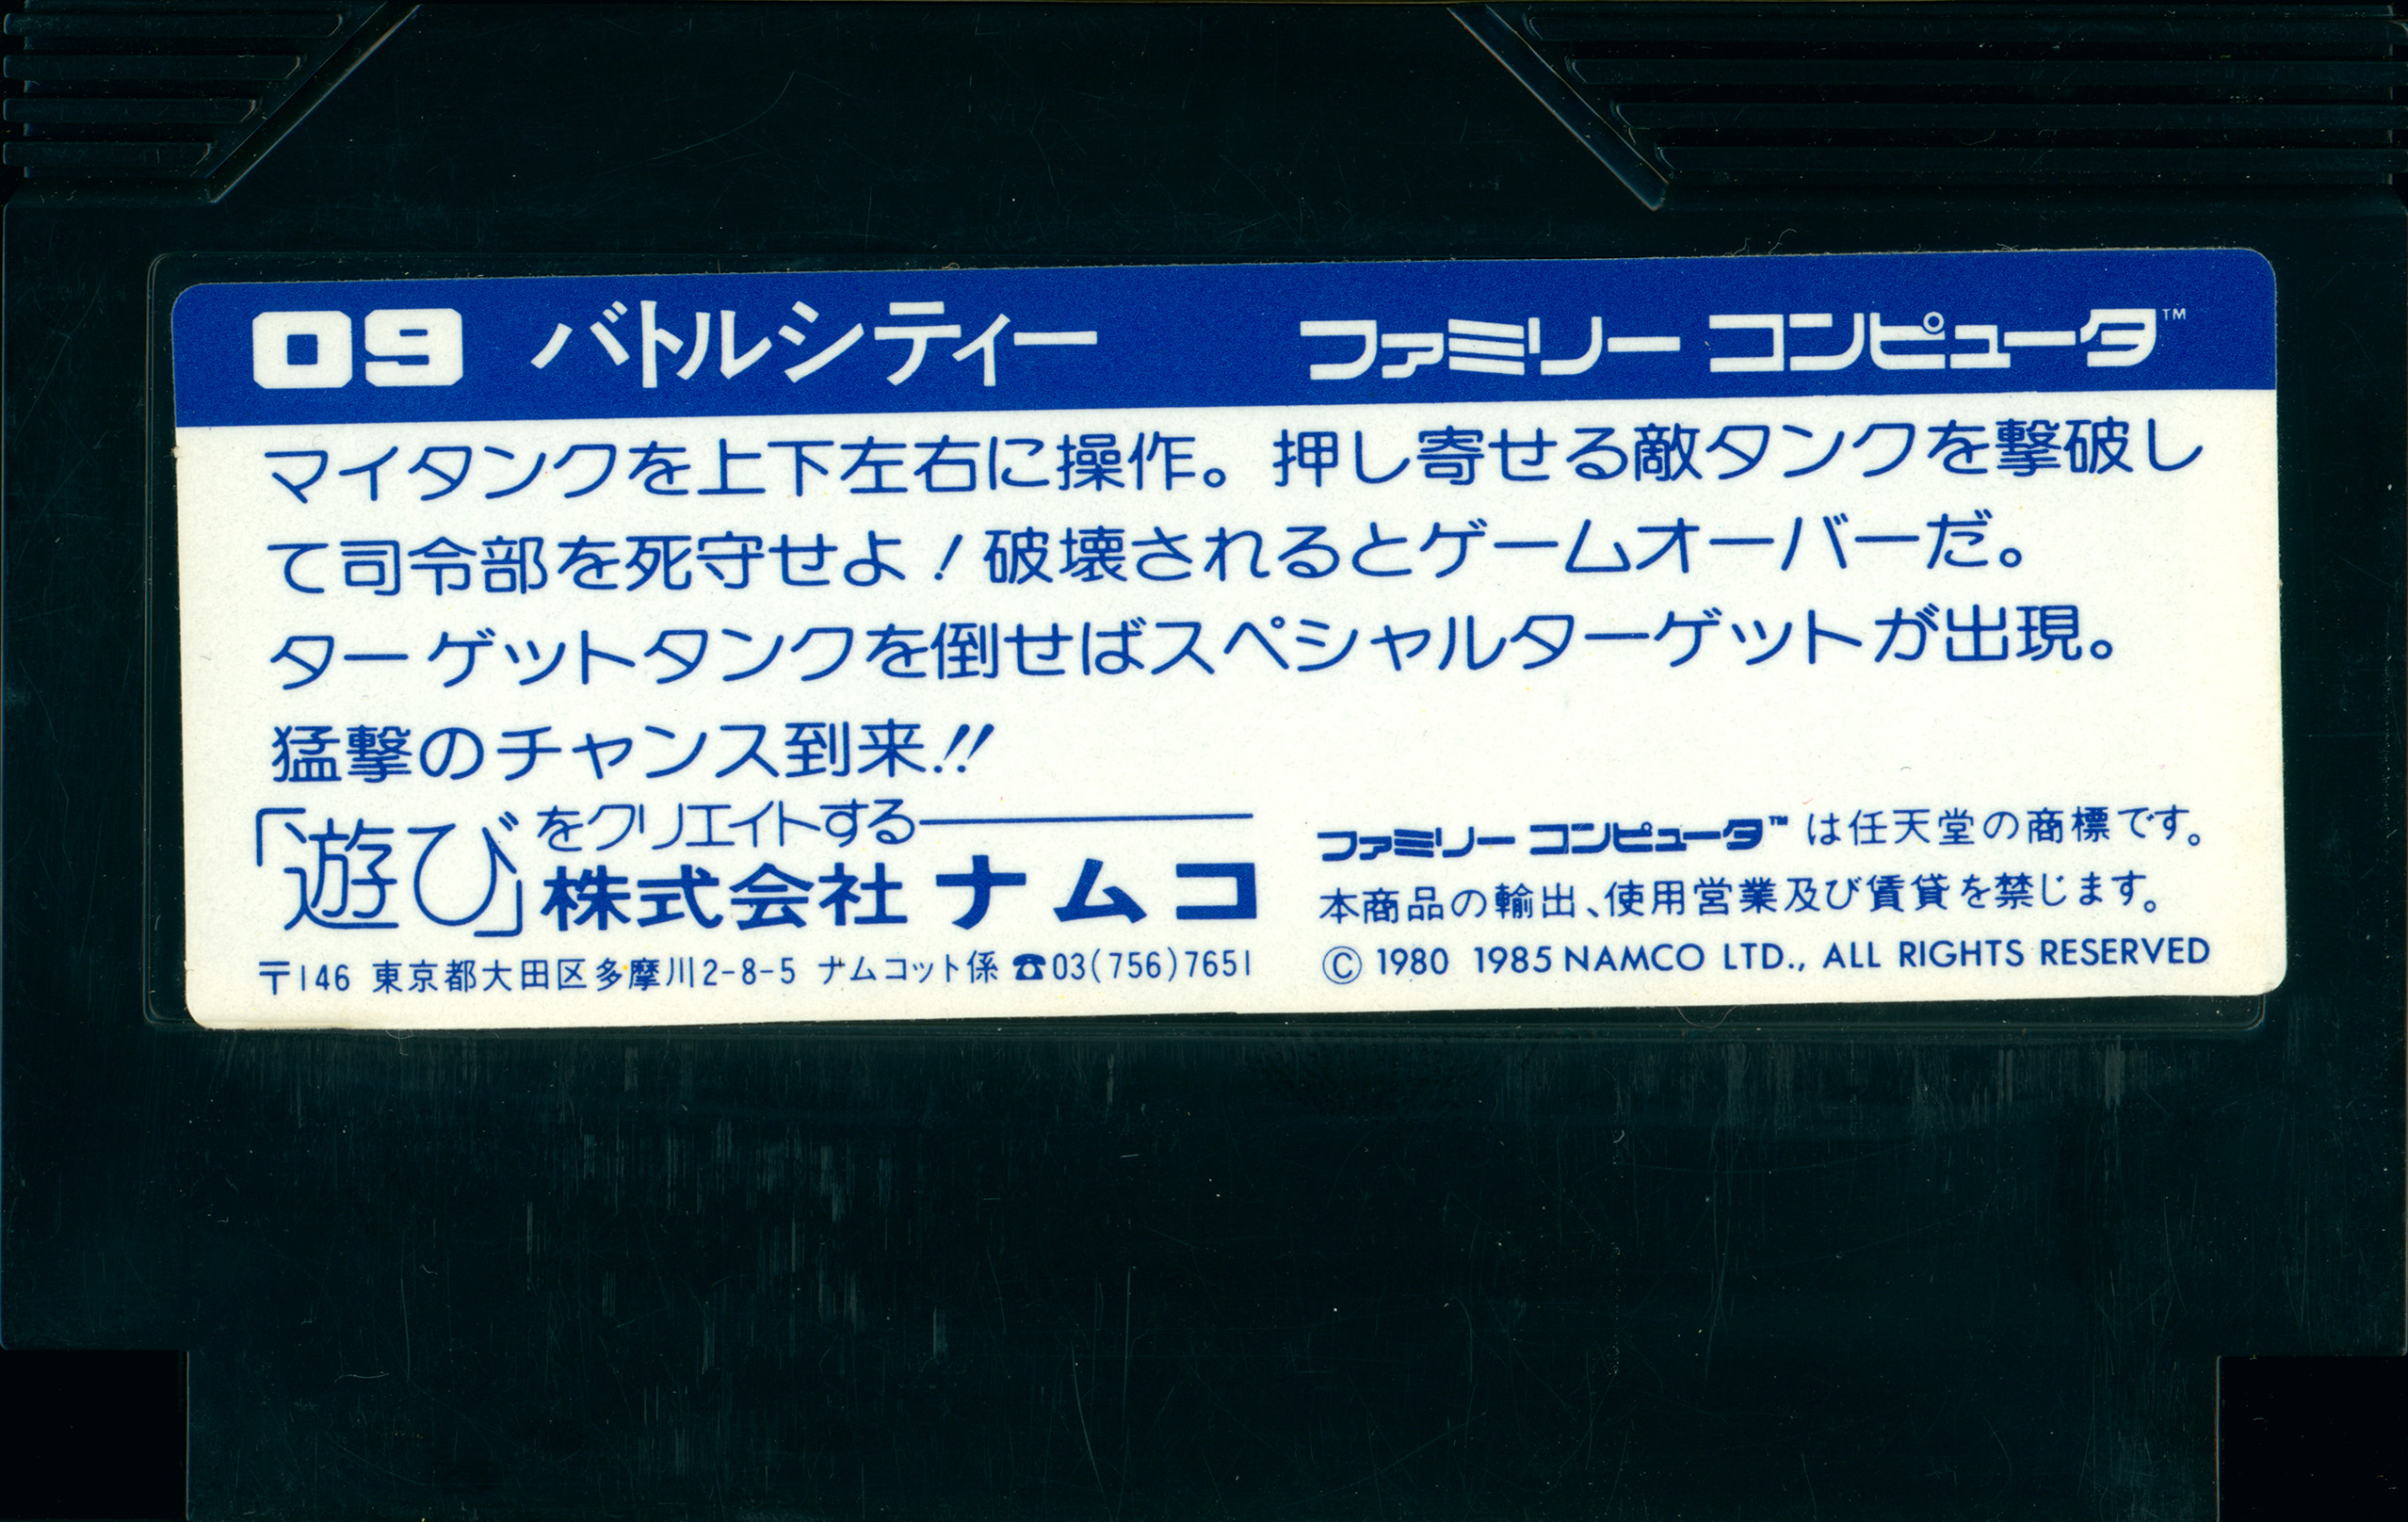 09 バトルシティー ファミリー コンピュータ™
マイタンクを上下左右に操作。押し寄せる敵タンクを撃破し
て司令部を死守せよ!破壊されるとゲームオーバーだ。
ターゲットタンクを倒せばスペシャルターゲットが出現。
猛撃のチャンス到来!!
「遊び」をクリエイトする
株式会社 ナムコ
〒146 東京都大田区多摩川2-8-5 ナムコット係 ☎03(756)7651
ファミリー コンピュータ™ は任天堂の商標です。
本商品の輸出、使用営業及び賃貸を禁じます。
© 1980 1985 NAMCO LTD., ALL RIGHTS RESERVED